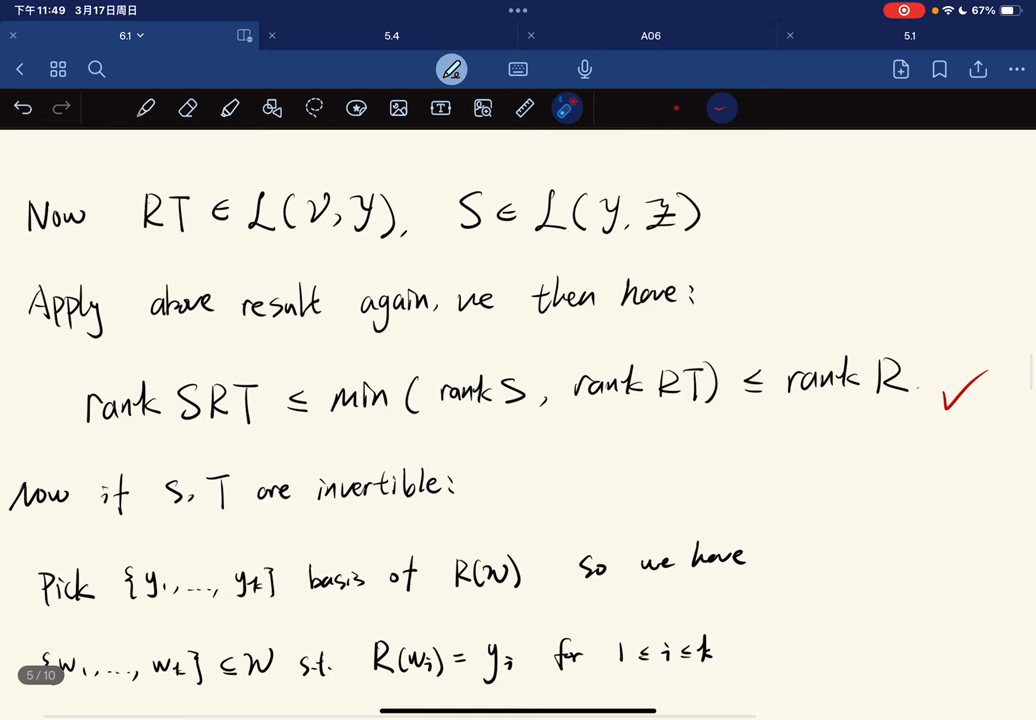 下午11:49 3月17日周日
67%
6.1
5.4
A06
5.1
Now RT ∈ L(V, Y), S ∈ L(Y, Z)
Apply above result again, we then have:
rank SRT ≤ min( rank S, rank RT) ≤ rank R.
Now if S, T are invertible:
Pick {y₁, ..., yₖ} basis of R(W) so we have
{w₁, ..., wₖ} ⊆ W s.t. R(wᵢ) = yᵢ for 1 ≤ i ≤ k
5 / 10